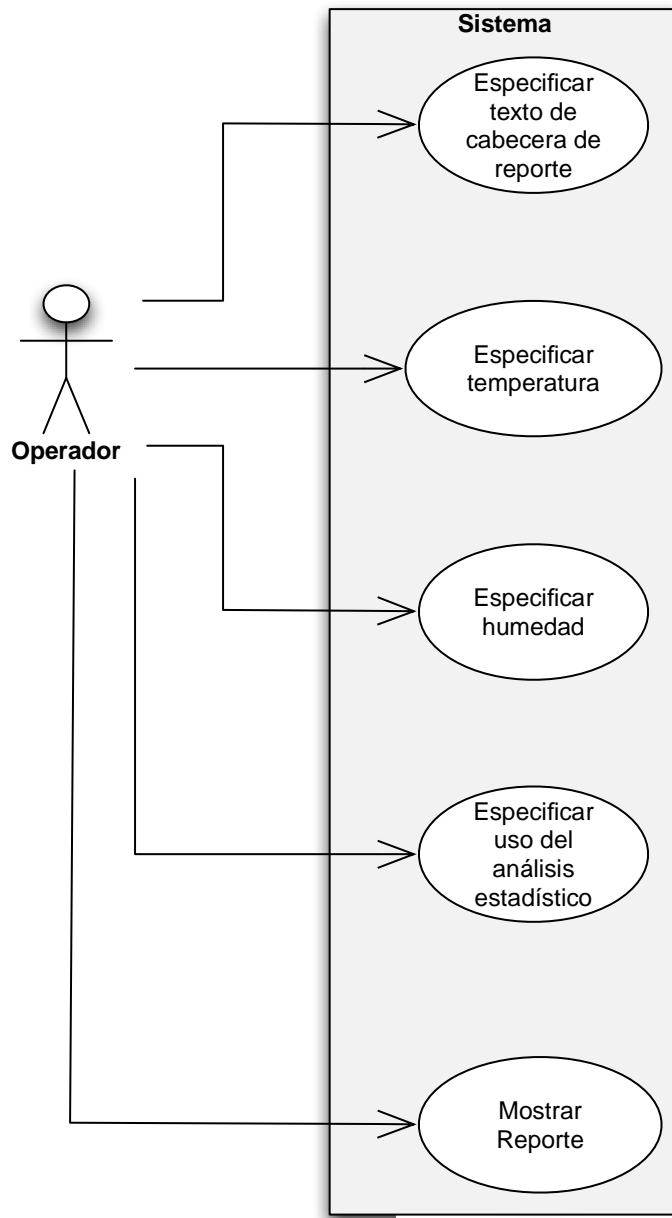 Sistema
Especificar
texto de
cabecera de
reporte
Especificar
temperatura
Operador
Especificar
humedad
Especificar
uso del
análisis
estadístico
Mostrar
Reporte